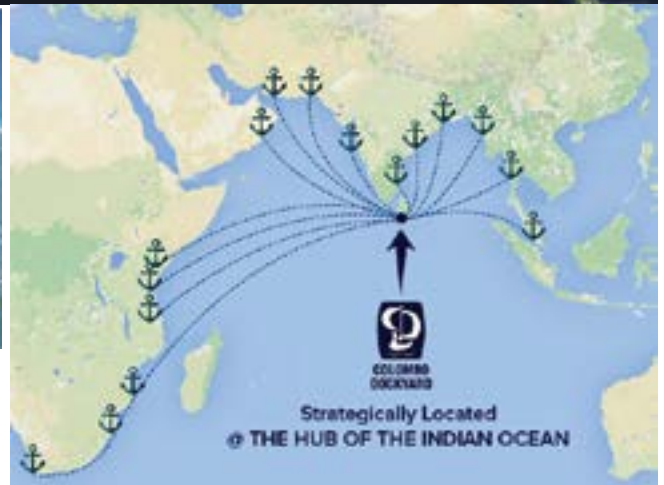 COLOMBO
DOCKYARD
Strategically Located
@ THE HUB OF THE INDIAN OCEAN